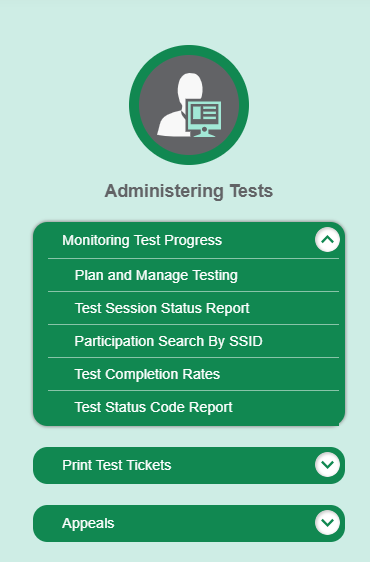 Administering Tests
Monitoring Test Progress
Plan and Manage Testing
Test Session Status Report
Participation Search By SSID
Test Completion Rates
Test Status Code Report
Print Test Tickets
Appeals